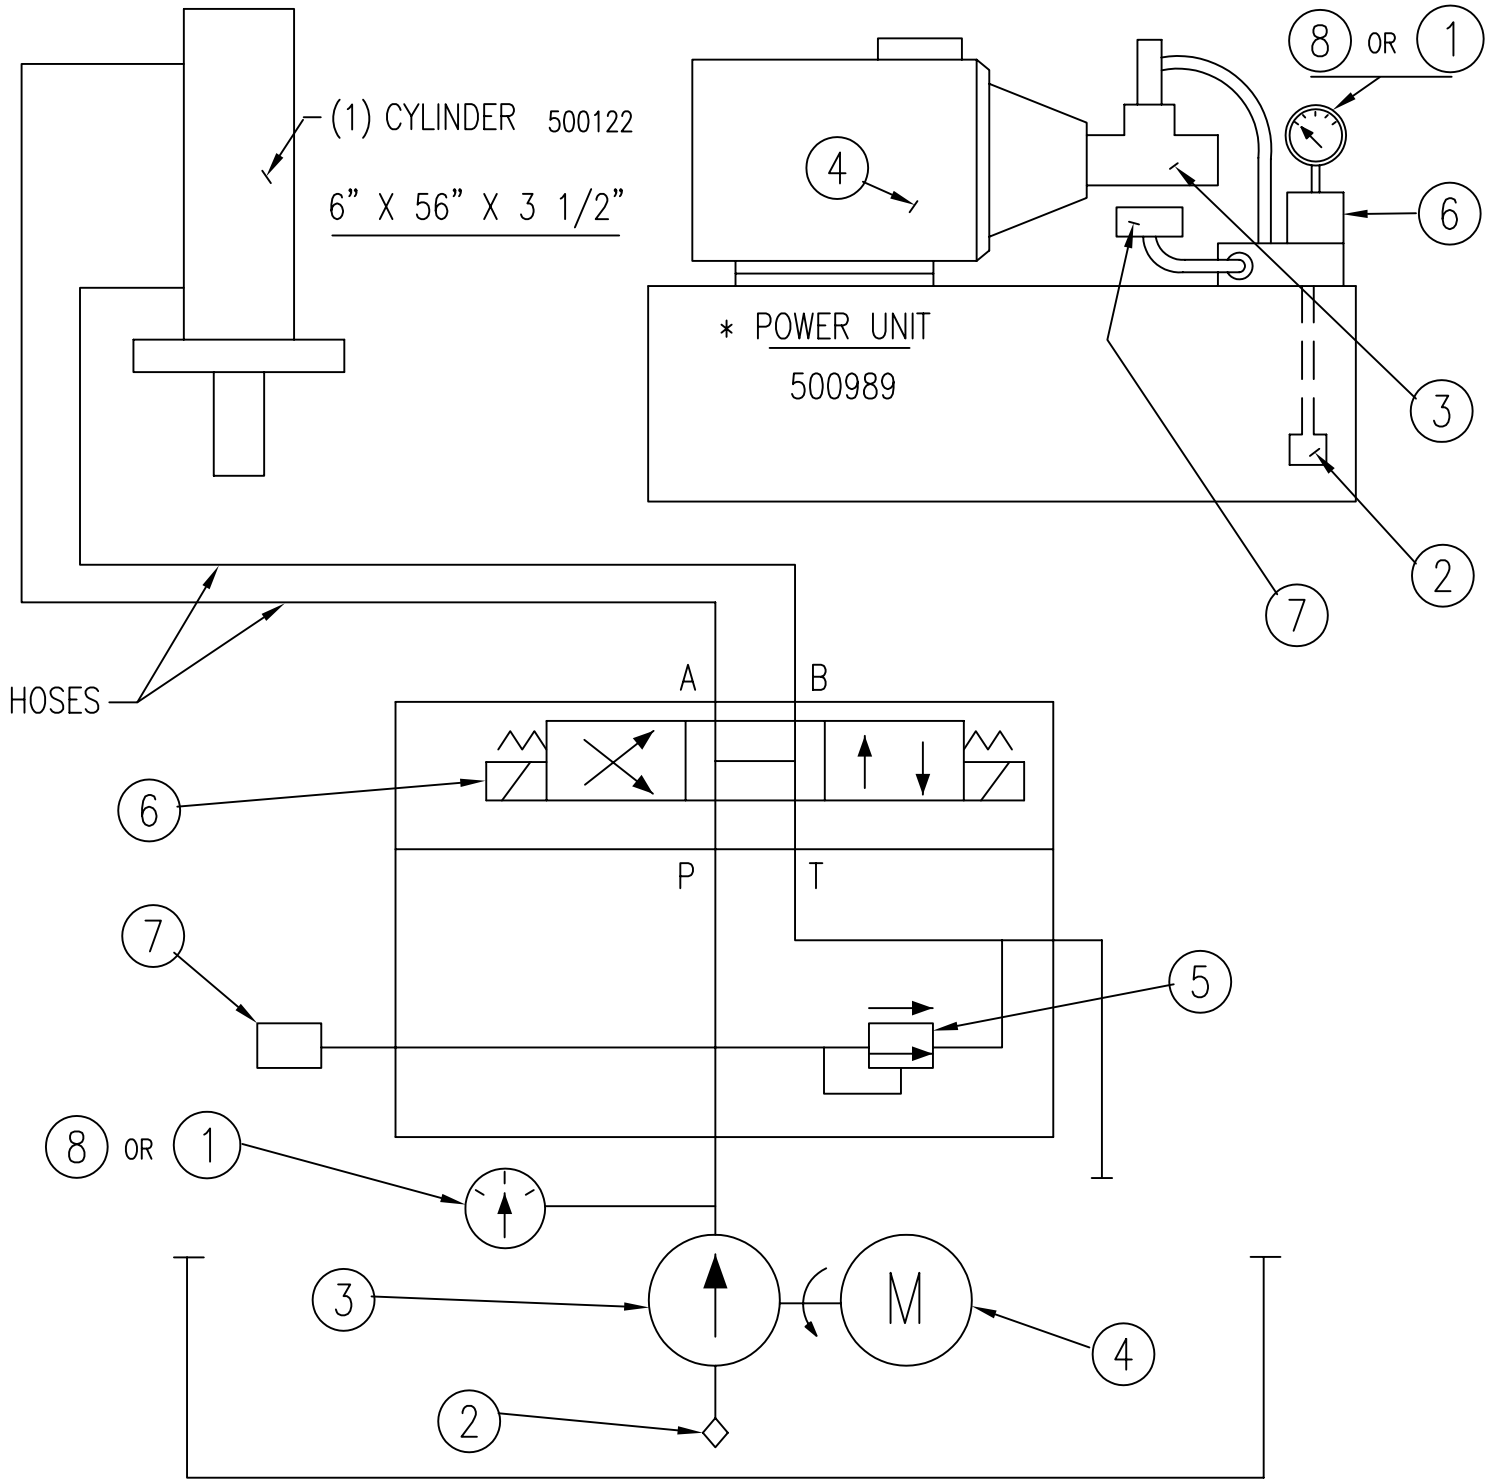 8 OR 1
(1) CYLINDER 500122
6” X 56” X 3 1/2”
4
6
* POWER UNIT
500989
3
2
7
HOSES
A B
6
P T
7
5
8 OR 1
3
M
4
2